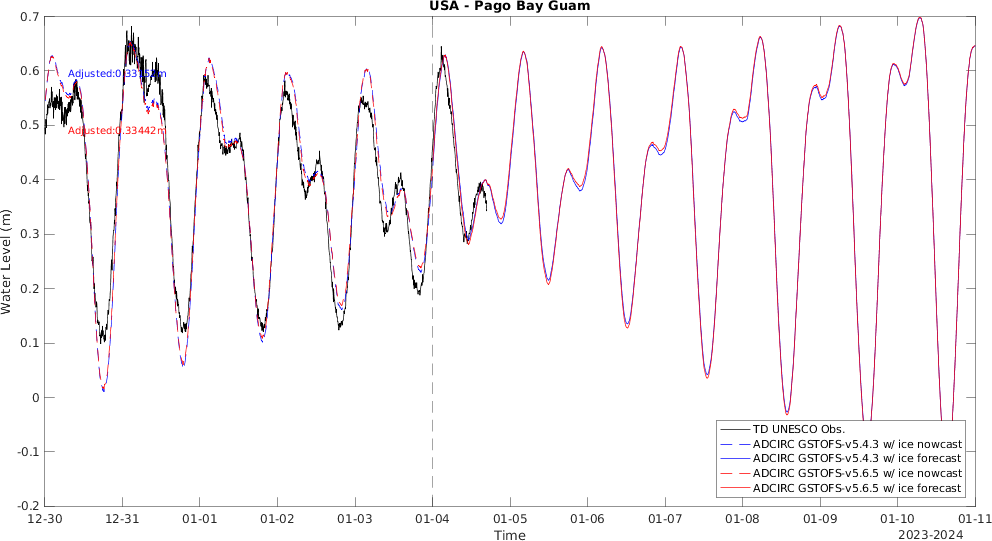 USA - Pago Bay Guam
0.7
0.6
0.5
0.4
0.3
0.2
0.1
0
-0.1
-0.2
Water Level (m)
Adjusted:0.33442m
TD UNESCO Obs.
ADCIRC GSTOFS-v5.4.3 w/ ice nowcast
ADCIRC GSTOFS-v5.4.3 w/ ice forecast
ADCIRC GSTOFS-v5.6.5 w/ ice nowcast
ADCIRC GSTOFS-v5.6.5 w/ ice forecast
12-30 12-31 01-01 01-02 01-03 01-04 01-05 01-06 01-07 01-08 01-09 01-10 01-11
Time
2023-2024